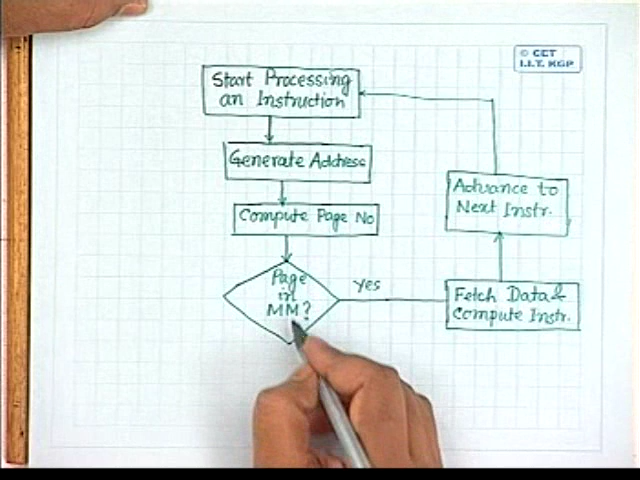 © CET
I.I.T. KGP
Start Processing
an Instruction
Generate Address
Compute Page No
Page
in
MM?
Yes
Fetch Data &
Compute Instr.
Advance to
Next Instr.